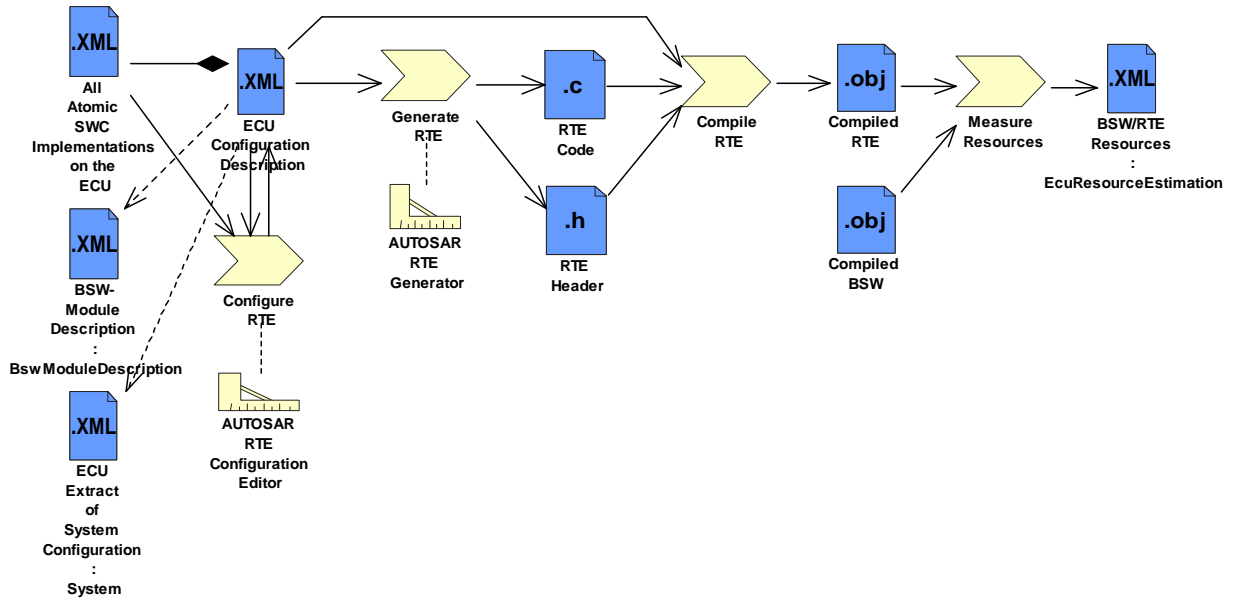 .XML
All
Atomic
SWC
Implementations
on the
ECU
.XML
ECU
Configuration
Description
Generate
RTE
.c
RTE
Code
Compile
RTE
.obj
Compiled
RTE
Measure
Resources
.XML
BSW/RTE
Resources
:
EcuResourceEstimation
.XML
BSW-
Module
Description
:
BswModuleDescription
Configure
RTE
AUTOSAR
RTE
Generator
.h
RTE
Header
.obj
Compiled
BSW
.XML
ECU
Extract
of
System
Configuration
:
System
AUTOSAR
RTE
Configuration
Editor